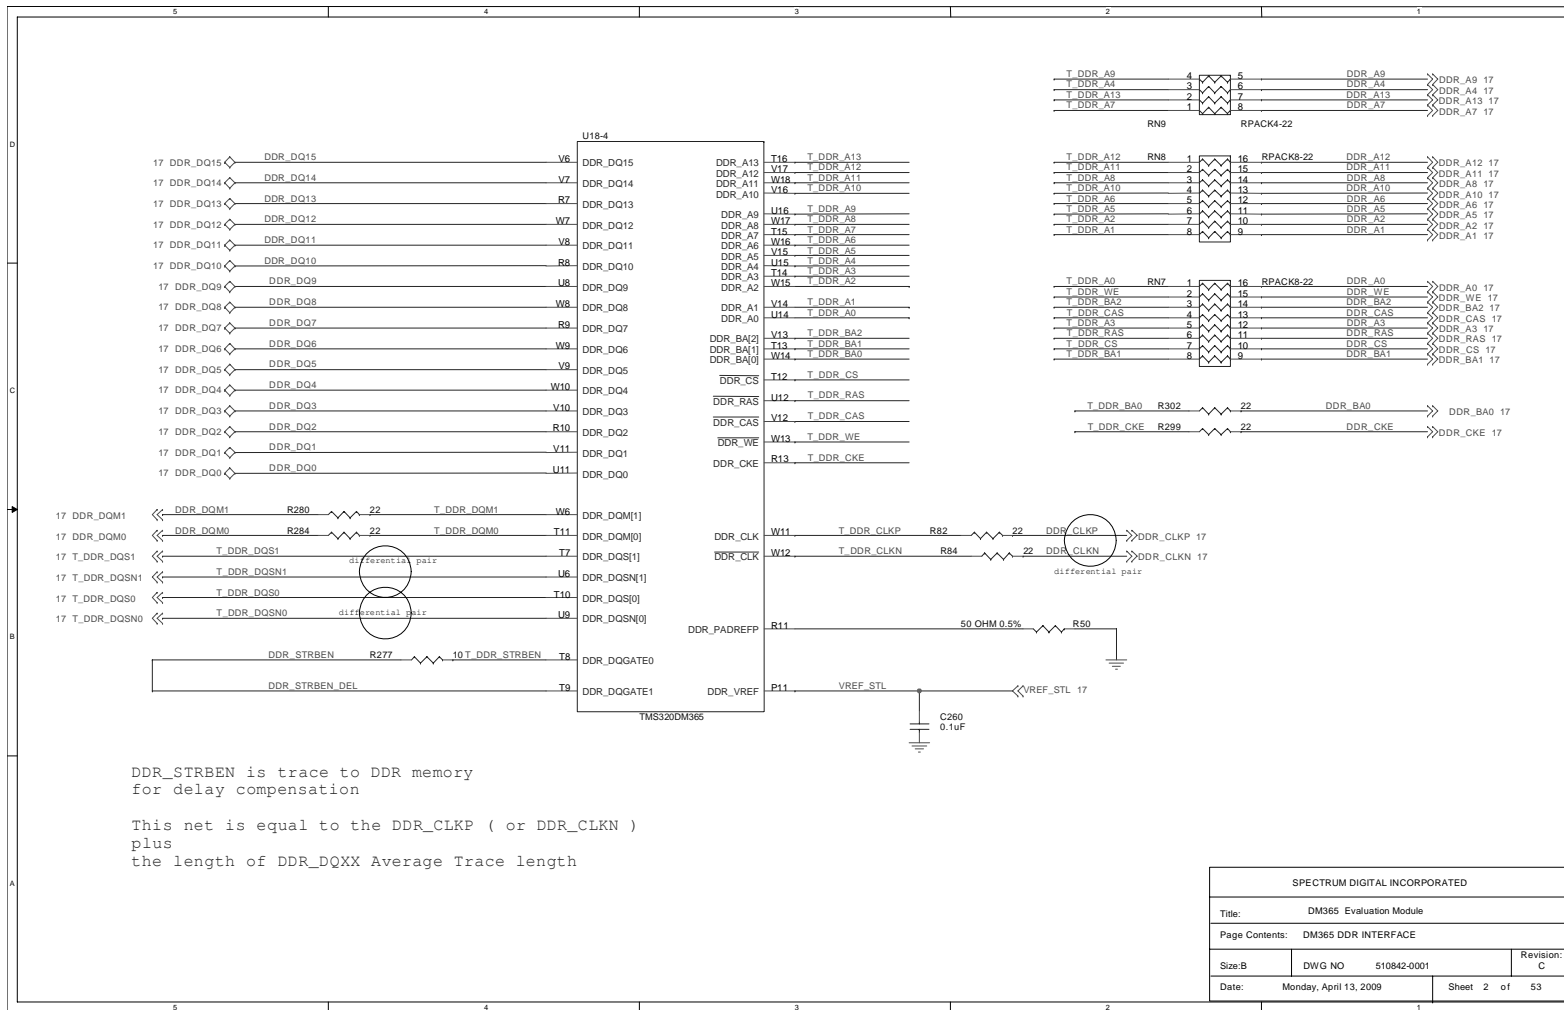 5 4 3 2 1
T_DDR_A9 4 5 DDR_A9 DDR_A9 17
T_DDR_A4 3 6 DDR_A4 DDR_A4 17
T_DDR_A13 2 7 DDR_A13 DDR_A13 17
T_DDR_A7 1 8 DDR_A7 DDR_A7 17
RN9 RPACK4-22
D
U18-4
17 DDR_DQ15 DDR_DQ15 V6 DDR_DQ15
17 DDR_DQ14 DDR_DQ14 V7 DDR_DQ14
17 DDR_DQ13 DDR_DQ13 R7 DDR_DQ13
17 DDR_DQ12 DDR_DQ12 W7 DDR_DQ12
17 DDR_DQ11 DDR_DQ11 V8 DDR_DQ11
17 DDR_DQ10 DDR_DQ10 R8 DDR_DQ10
17 DDR_DQ9 DDR_DQ9 U8 DDR_DQ9
17 DDR_DQ8 DDR_DQ8 W8 DDR_DQ8
17 DDR_DQ7 DDR_DQ7 R9 DDR_DQ7
17 DDR_DQ6 DDR_DQ6 W9 DDR_DQ6
17 DDR_DQ5 DDR_DQ5 V9 DDR_DQ5
17 DDR_DQ4 DDR_DQ4 W10 DDR_DQ4
17 DDR_DQ3 DDR_DQ3 V10 DDR_DQ3
17 DDR_DQ2 DDR_DQ2 R10 DDR_DQ2
17 DDR_DQ1 DDR_DQ1 V11 DDR_DQ1
17 DDR_DQ0 DDR_DQ0 U11 DDR_DQ0
17 DDR_DQM1 DDR_DQM1 R280 22 T_DDR_DQM1 W6 DDR_DQM[1]
17 DDR_DQM0 DDR_DQM0 R284 22 T_DDR_DQM0 T11 DDR_DQM[0]
17 T_DDR_DQS1 T_DDR_DQS1 T7 DDR_DQS[1]
differential pair
17 T_DDR_DQSN1 T_DDR_DQSN1 U6 DDR_DQSN[1]
17 T_DDR_DQS0 T_DDR_DQS0 T10 DDR_DQS[0]
differential pair
17 T_DDR_DQSN0 T_DDR_DQSN0 U9 DDR_DQSN[0]
DDR_STRBEN R277 10 T_DDR_STRBEN T8 DDR_DQGATE0
DDR_STRBEN_DEL T9 DDR_DQGATE1
DDR_A13 T16 T_DDR_A13
DDR_A12 V17 T_DDR_A12
DDR_A11 W18 T_DDR_A11
DDR_A10 V16 T_DDR_A10
DDR_A9 U16 T_DDR_A9
DDR_A8 W17 T_DDR_A8
DDR_A7 T15 T_DDR_A7
DDR_A6 W16 T_DDR_A6
DDR_A5 V15 T_DDR_A5
DDR_A4 U15 T_DDR_A4
DDR_A3 T14 T_DDR_A3
DDR_A2 W15 T_DDR_A2
DDR_A1 V14 T_DDR_A1
DDR_A0 U14 T_DDR_A0
DDR_BA[2] V13 T_DDR_BA2
DDR_BA[1] T13 T_DDR_BA1
DDR_BA[0] W14 T_DDR_BA0
DDR_CS T12 T_DDR_CS
DDR_RAS U12 T_DDR_RAS
DDR_CAS V12 T_DDR_CAS
DDR_WE W13 T_DDR_WE
DDR_CKE R13 T_DDR_CKE
DDR_CLK W11 T_DDR_CLKP R82 22 DDR_CLKP DDR_CLKP 17
DDR_CLK W12 T_DDR_CLKN R84 22 DDR_CLKN DDR_CLKN 17
differential pair
DDR_PADREFP R11 50 OHM 0.5% R50
DDR_VREF P11 VREF_STL VREF_STL 17
C260
0.1uF
TMS320DM365
T_DDR_A12 RN8 1 16 RPACK8-22 DDR_A12 DDR_A12 17
T_DDR_A11 2 15 DDR_A11 DDR_A11 17
T_DDR_A8 3 14 DDR_A8 DDR_A8 17
T_DDR_A10 4 13 DDR_A10 DDR_A10 17
T_DDR_A6 5 12 DDR_A6 DDR_A6 17
T_DDR_A5 6 11 DDR_A5 DDR_A5 17
T_DDR_A2 7 10 DDR_A2 DDR_A2 17
T_DDR_A1 8 9 DDR_A1 DDR_A1 17
T_DDR_A0 RN7 1 16 RPACK8-22 DDR_A0 DDR_A0 17
T_DDR_WE 2 15 DDR_WE DDR_WE 17
T_DDR_BA2 3 14 DDR_BA2 DDR_BA2 17
T_DDR_CAS 4 13 DDR_CAS DDR_CAS 17
T_DDR_A3 5 12 DDR_A3 DDR_A3 17
T_DDR_RAS 6 11 DDR_RAS DDR_RAS 17
T_DDR_CS 7 10 DDR_CS DDR_CS 17
T_DDR_BA1 8 9 DDR_BA1 DDR_BA1 17
T_DDR_BA0 R302 22 DDR_BA0 DDR_BA0 17
T_DDR_CKE R299 22 DDR_CKE DDR_CKE 17
C
B
DDR_STRBEN is trace to DDR memory
for delay compensation
This net is equal to the DDR_CLKP ( or DDR_CLKN )
plus
the length of DDR_DQXX Average Trace length
A
SPECTRUM DIGITAL INCORPORATED
Title: DM365 Evaluation Module
Page Contents: DM365 DDR INTERFACE
Size:B DWG NO 510842-0001 Revision: C
Date: Monday, April 13, 2009 Sheet 2 of 53
5 4 3 2 1